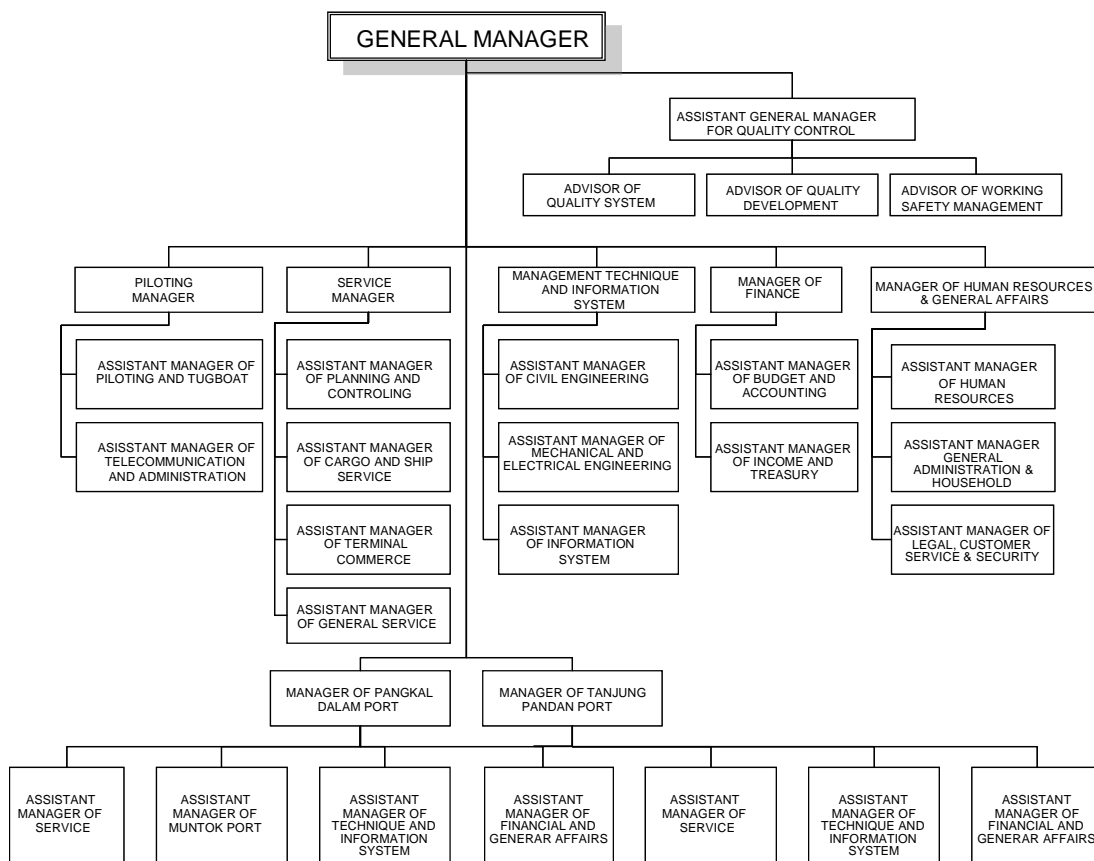 GENERAL MANAGER
ASSISTANT GENERAL MANAGER
FOR QUALITY CONTROL
ADVISOR OF
QUALITY SYSTEM
ADVISOR OF QUALITY
DEVELOPMENT
ADVISOR OF WORKING
SAFETY MANAGEMENT
PILOTING
MANAGER
SERVICE
MANAGER
MANAGEMENT TECHNIQUE
AND INFORMATION
SYSTEM
MANAGER OF
FINANCE
MANAGER OF HUMAN RESOURCES
& GENERAL AFFAIRS
ASSISTANT MANAGER OF
PILOTING AND TUGBOAT
ASISSTANT MANAGER OF
TELECOMMUNICATION
AND ADMINISTRATION
ASSISTANT MANAGER
OF PLANNING AND
CONTROLING
ASSISTANT MANAGER
OF CARGO AND SHIP
SERVICE
ASSISTANT MANAGER
OF TERMINAL
COMMERCE
ASSISTANT MANAGER
OF GENERAL SERVICE
ASSISTANT MANAGER
OF CIVIL ENGINEERING
ASSISTANT MANAGER OF
MECHANICAL AND
ELECTRICAL ENGINEERING
ASSISTANT MANAGER
OF INFORMATION
SYSTEM
ASSISTANT MANAGER
OF BUDGET AND
ACCOUNTING
ASSISTANT MANAGER
OF INCOME AND
TREASURY
ASSISTANT MANAGER
OF HUMAN
RESOURCES
ASSISTANT MANAGER
GENERAL
ADMINISTRATION &
HOUSEHOLD
ASSISTANT MANAGER OF
LEGAL, CUSTOMER
SERVICE & SECURITY
MANAGER OF PANGKAL
DALAM PORT
MANAGER OF TANJUNG
PANDAN PORT
ASSISTANT
MANAGER OF
SERVICE
ASSISTANT
MANAGER OF
MUNTOK PORT
ASSISTANT
MANAGER OF
TECHNIQUE AND
INFORMATION
SYSTEM
ASSISTANT
MANAGER OF
FINANCIAL AND
GENERAR AFFAIRS
ASSISTANT
MANAGER OF
SERVICE
ASSISTANT
MANAGER OF
TECHNIQUE AND
INFORMATION
SYSTEM
ASSISTANT
MANAGER OF
FINANCIAL AND
GENERAR AFFAIRS